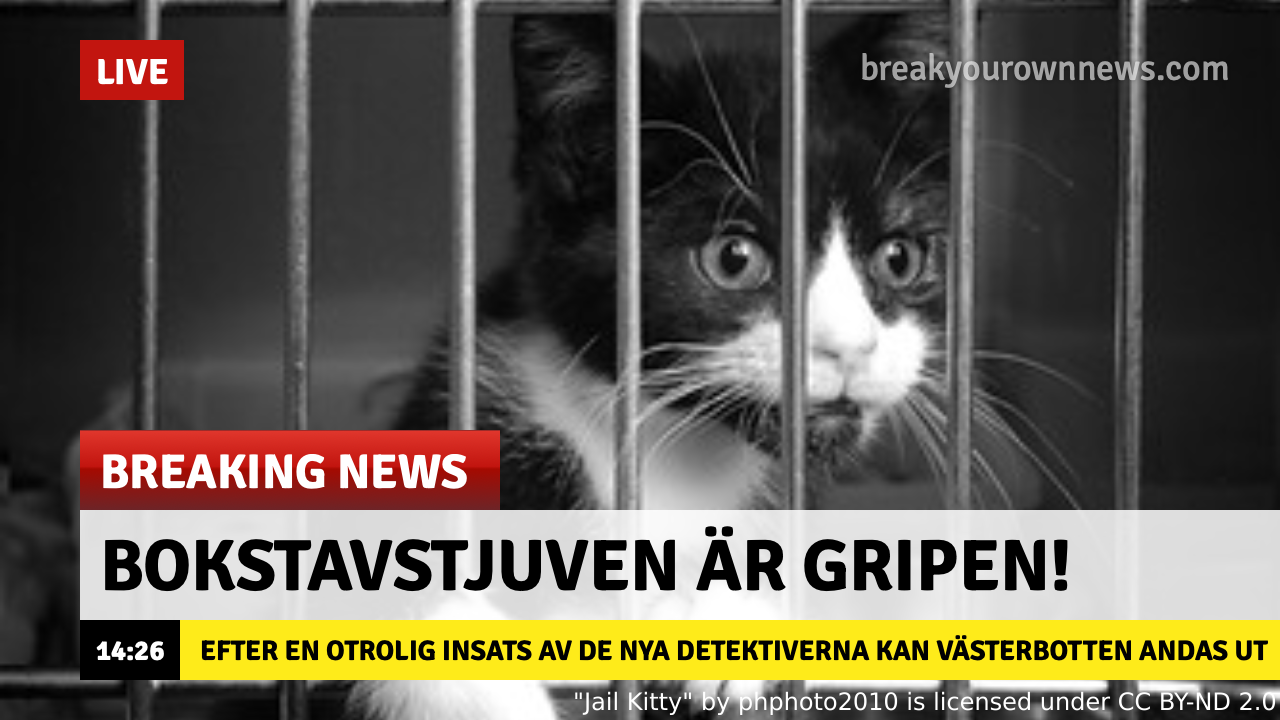 LIVE
breakyourownnews.com
BREAKING NEWS
BOKSTAVSTJUVEN ÄR GRIPEN!
14:26 EFTER EN OTROLIG INSATS AV DE NYA DETEKTIVERNA KAN VÄSTERBOTTEN ANDAS UT
"Jail Kitty" by phphoto2010 is licensed under CC BY-ND 2.0